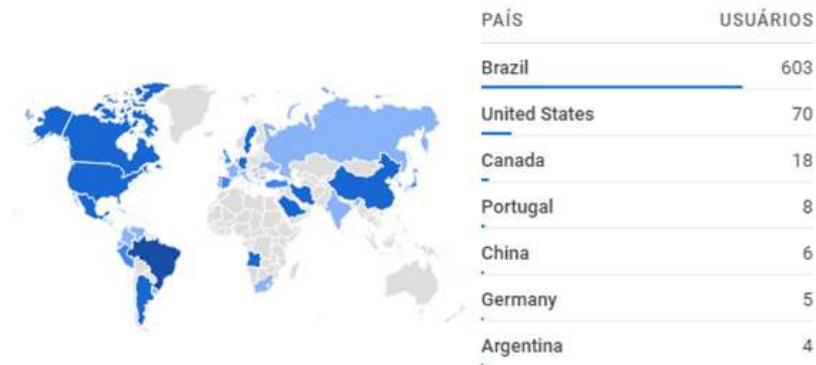 PAÍS USUÁRIOS
Brazil 603
United States 70
Canada 18
Portugal 8
China 6
Germany 5
Argentina 4